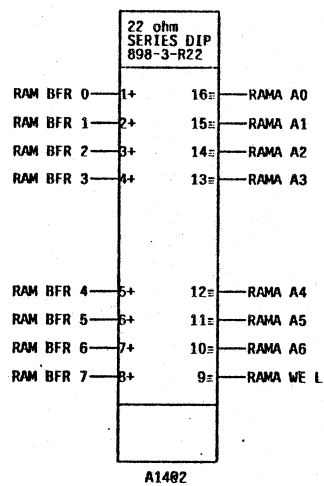 22 ohm
SERIES DIP
898-3-R22
RAM BFR 0 1+ 16= RAMA A0
RAM BFR 1 2+ 15= RAMA A1
RAM BFR 2 3+ 14= RAMA A2
RAM BFR 3 4+ 13= RAMA A3
RAM BFR 4 5+ 12= RAMA A4
RAM BFR 5 6+ 11= RAMA A5
RAM BFR 6 7+ 10= RAMA A6
RAM BFR 7 8+ 9= RAMA WE L
A1402